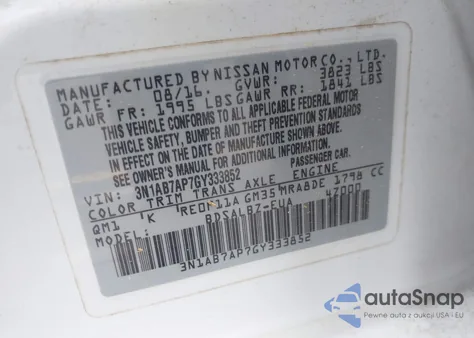 MANUFACTURED BY NISSAN MOTOR CO., LTD.
DATE: 08/16 GVWR: 3823 LBS
GAWR FR: 1995 LBS GAWR RR: 1841 LBS
THIS VEHICLE CONFORMS TO ALL APPLICABLE FEDERAL MOTOR
VEHICLE SAFETY, BUMPER AND THEFT PREVENTION STANDARDS
IN EFFECT ON THE DATE OF MANUFACTURE SHOWN ABOVE.
SEE OWNER'S MANUAL FOR ADDITIONAL INFORMATION
VIN: 3N1AB7AP7GY333852 PASSENGER CAR
COLOR TRIM TRANS AXLE ENGINE
QM1 K RE0F11A GM35 MRA8DE 1798 CC
MODEL: BDSALBZ-EUA 47000
3N1AB7AP7GY333852
autoSnap
Pewne auta z aukcji USA - EU